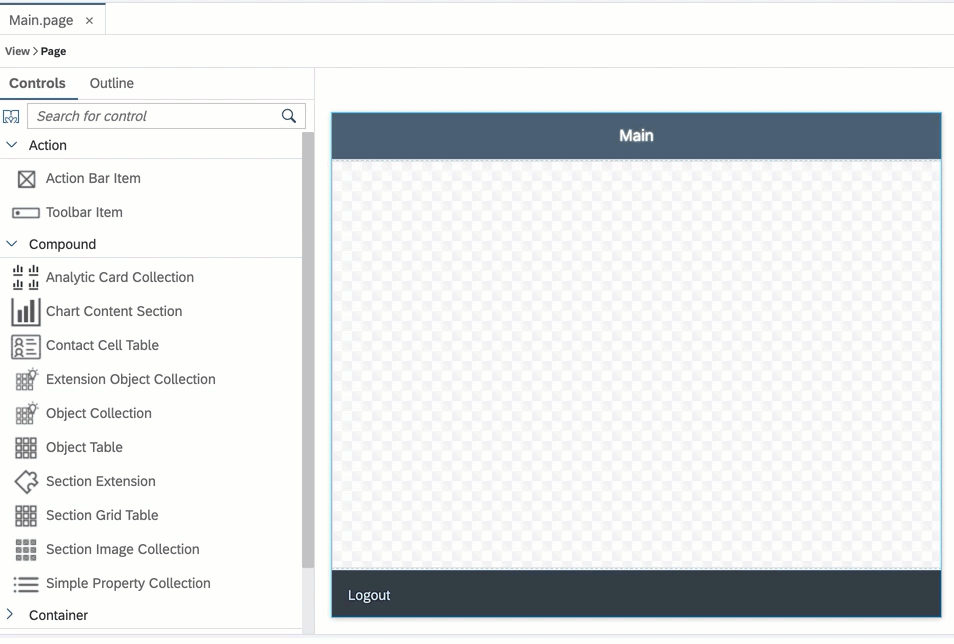 Main.page ×
View > Page
Controls Outline
Search for control
Action
Action Bar Item
Toolbar Item
Compound
Analytic Card Collection
Chart Content Section
Contact Cell Table
Extension Object Collection
Object Collection
Object Table
Section Extension
Section Grid Table
Section Image Collection
Simple Property Collection
Container
Main
Logout